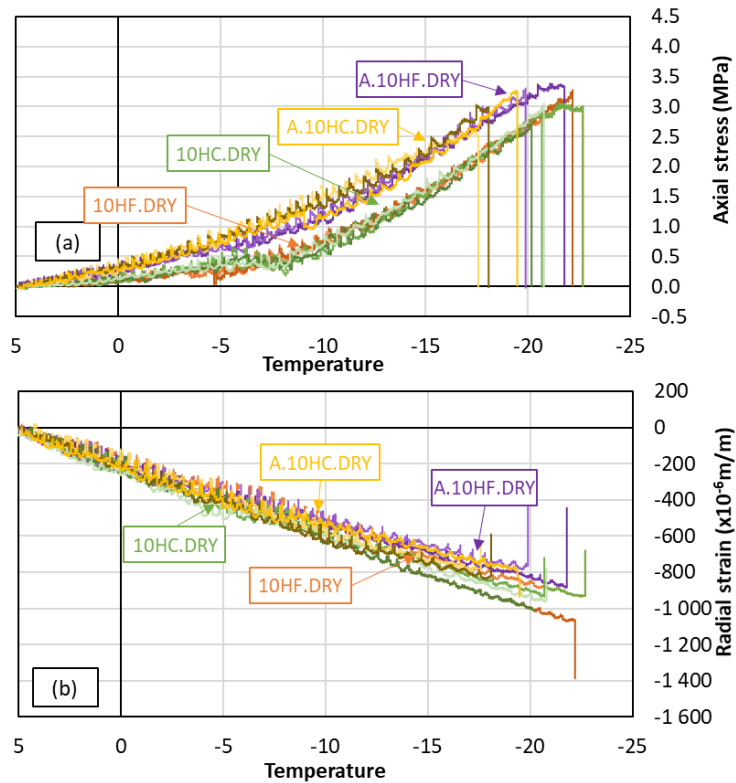 4.5
4.0
3.5
3.0
2.5
2.0
1.5
1.0
0.5
0.0
-0.5
Axial stress (MPa)
A.10HF.DRY
A.10HC.DRY
10HC.DRY
10HF.DRY
(a)
5 0 -5 -10 -15 -20 -25
Temperature
200
0
-200
-400
-600
-800
-1 000
-1 200
-1 400
-1 600
Radial strain (x10⁻⁶m/m)
A.10HC.DRY
A.10HF.DRY
10HC.DRY
10HF.DRY
(b)
5 0 -5 -10 -15 -20 -25
Temperature